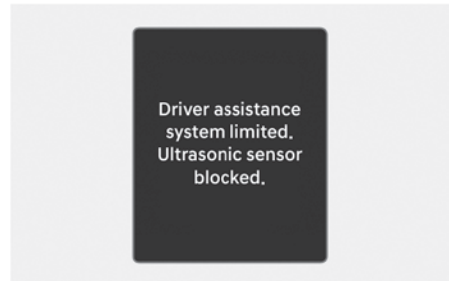 Driver assistance
system limited.
Ultrasonic sensor
blocked.